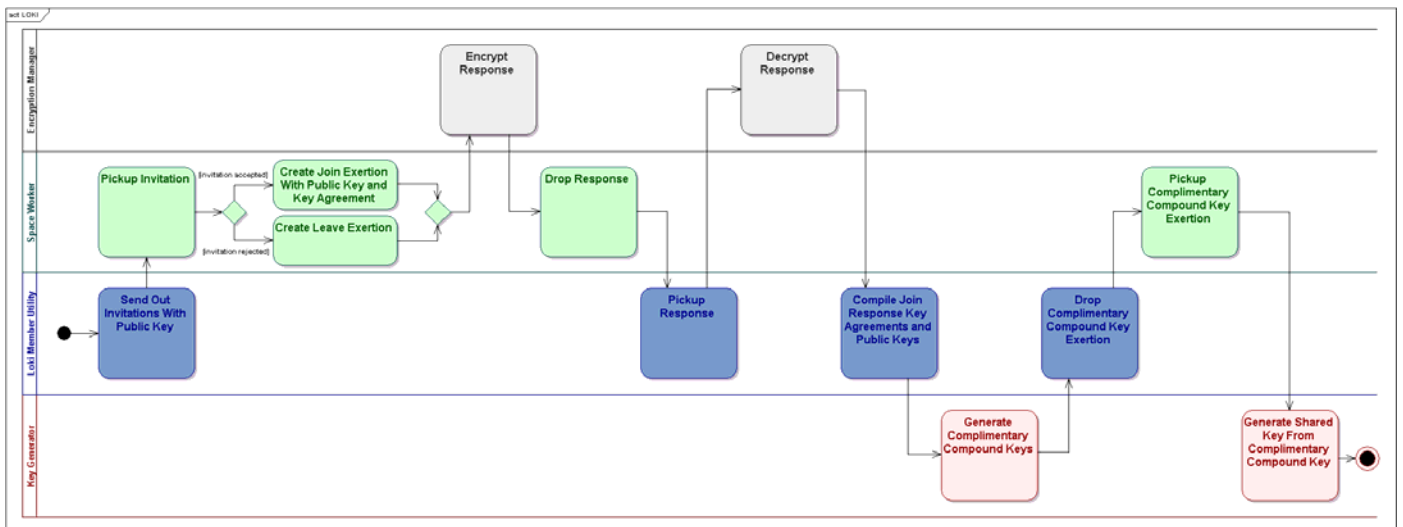 act LOKI
Encryption Manager
Encrypt
Response
Decrypt
Response
Space Worker
Pickup Invitation
[invitation accepted]
[invitation rejected]
Create Join Exertion
With Public Key and
Key Agreement
Create Leave Exertion
Drop Response
Pickup
Complimentary
Compound Key
Exertion
Loki Member Utility
Send Out
Invitations With
Public Key
Pickup
Response
Compile Join
Response Key
Agreements and
Public Keys
Drop
Complimentary
Compound Key
Exertion
Key Generator
Generate
Complimentary
Compound Keys
Generate Shared
Key From
Complimentary
Compound Key